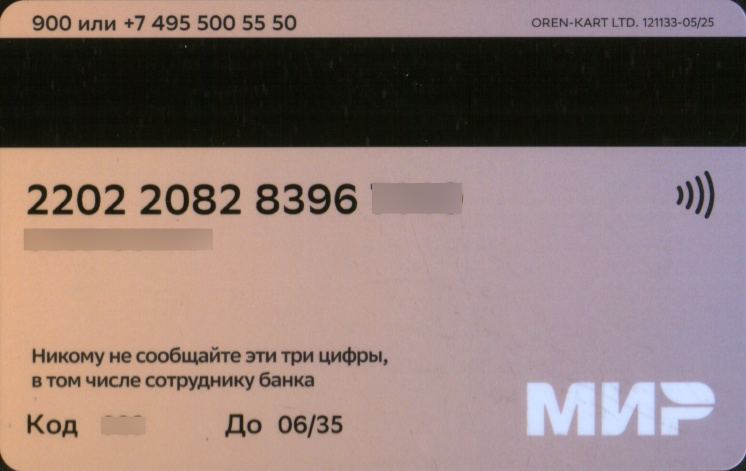 900 или +7 495 500 55 50
OREN-KART LTD. 121133-05/25
2202 2082 8396
Никому не сообщайте эти три цифры,
в том числе сотруднику банка
Код До 06/35
МИР